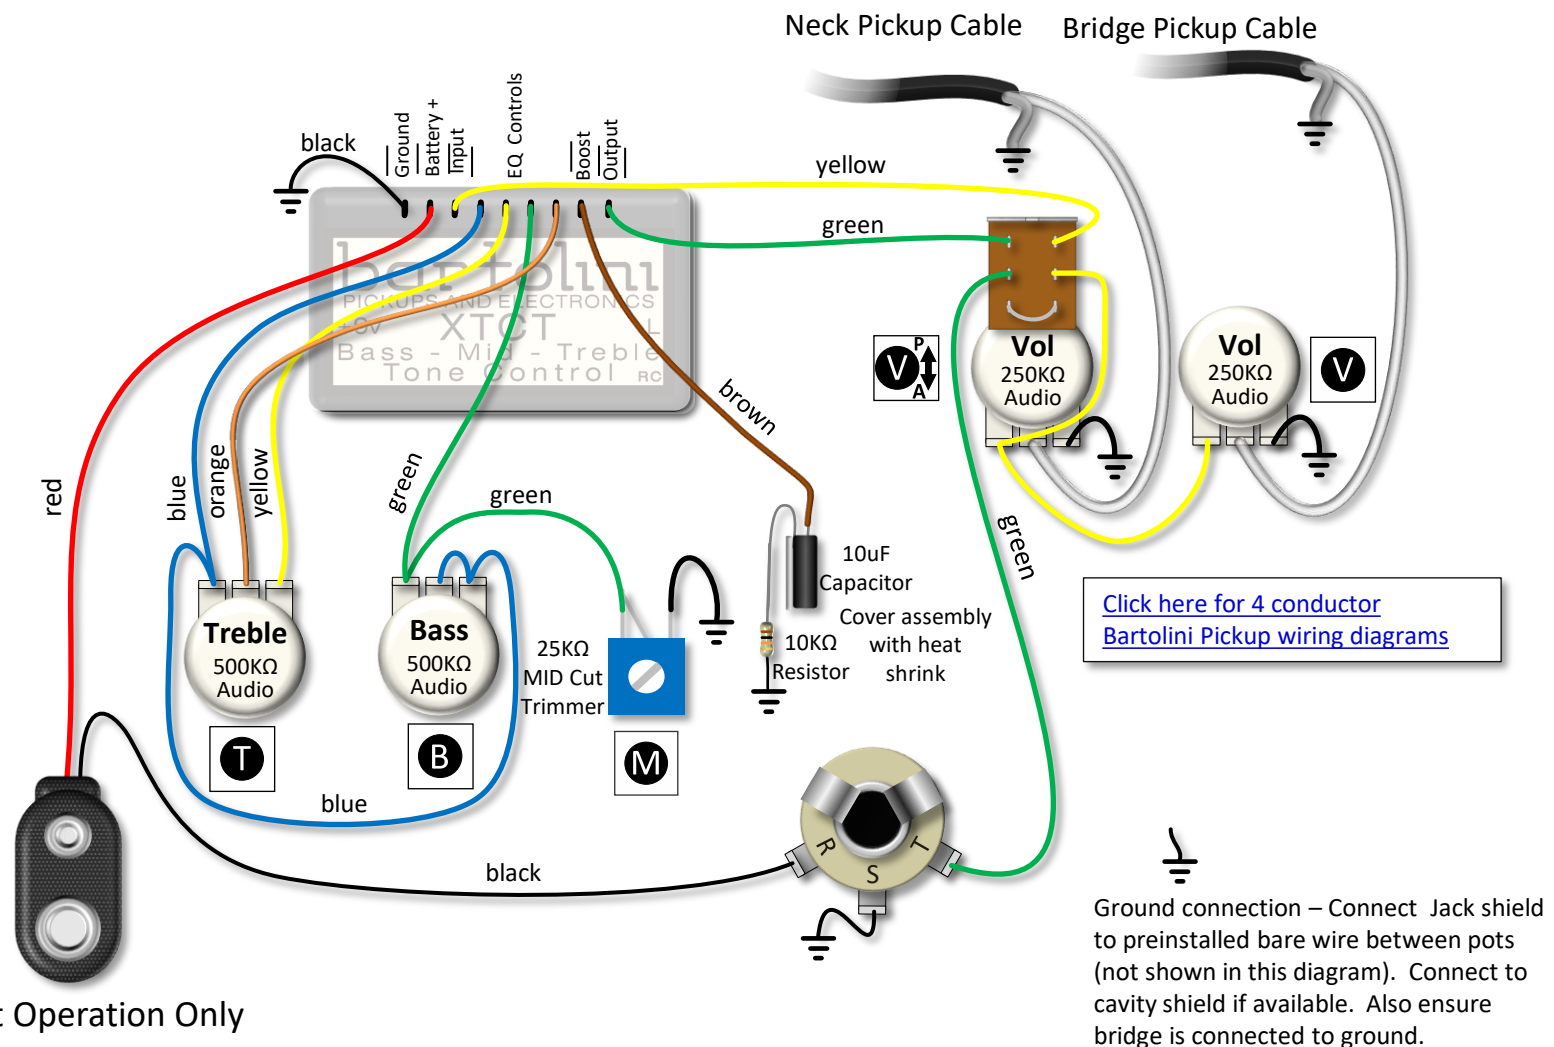 Neck Pickup Cable
Bridge Pickup Cable
Ground
Battery +
Input
EQ Controls
Boost
Output
black
yellow
green
bartolini
PICKUPS AND ELECTRONICS
+9v XTCT L
Bass - Mid - Treble
Tone Control RC
V
P
A
Vol
250KΩ
Audio
Vol
250KΩ
Audio
V
brown
red
blue
orange
yellow
green
green
green
10uF
Capacitor
Cover assembly
with heat
shrink
10KΩ
Resistor
Click here for 4 conductor
Bartolini Pickup wiring diagrams
Treble
500KΩ
Audio
Bass
500KΩ
Audio
25KΩ
MID Cut
Trimmer
T
B
M
blue
black
R
S
T
Ground connection – Connect Jack shield
to preinstalled bare wire between pots
(not shown in this diagram). Connect to
cavity shield if available. Also ensure
bridge is connected to ground.
t Operation Only